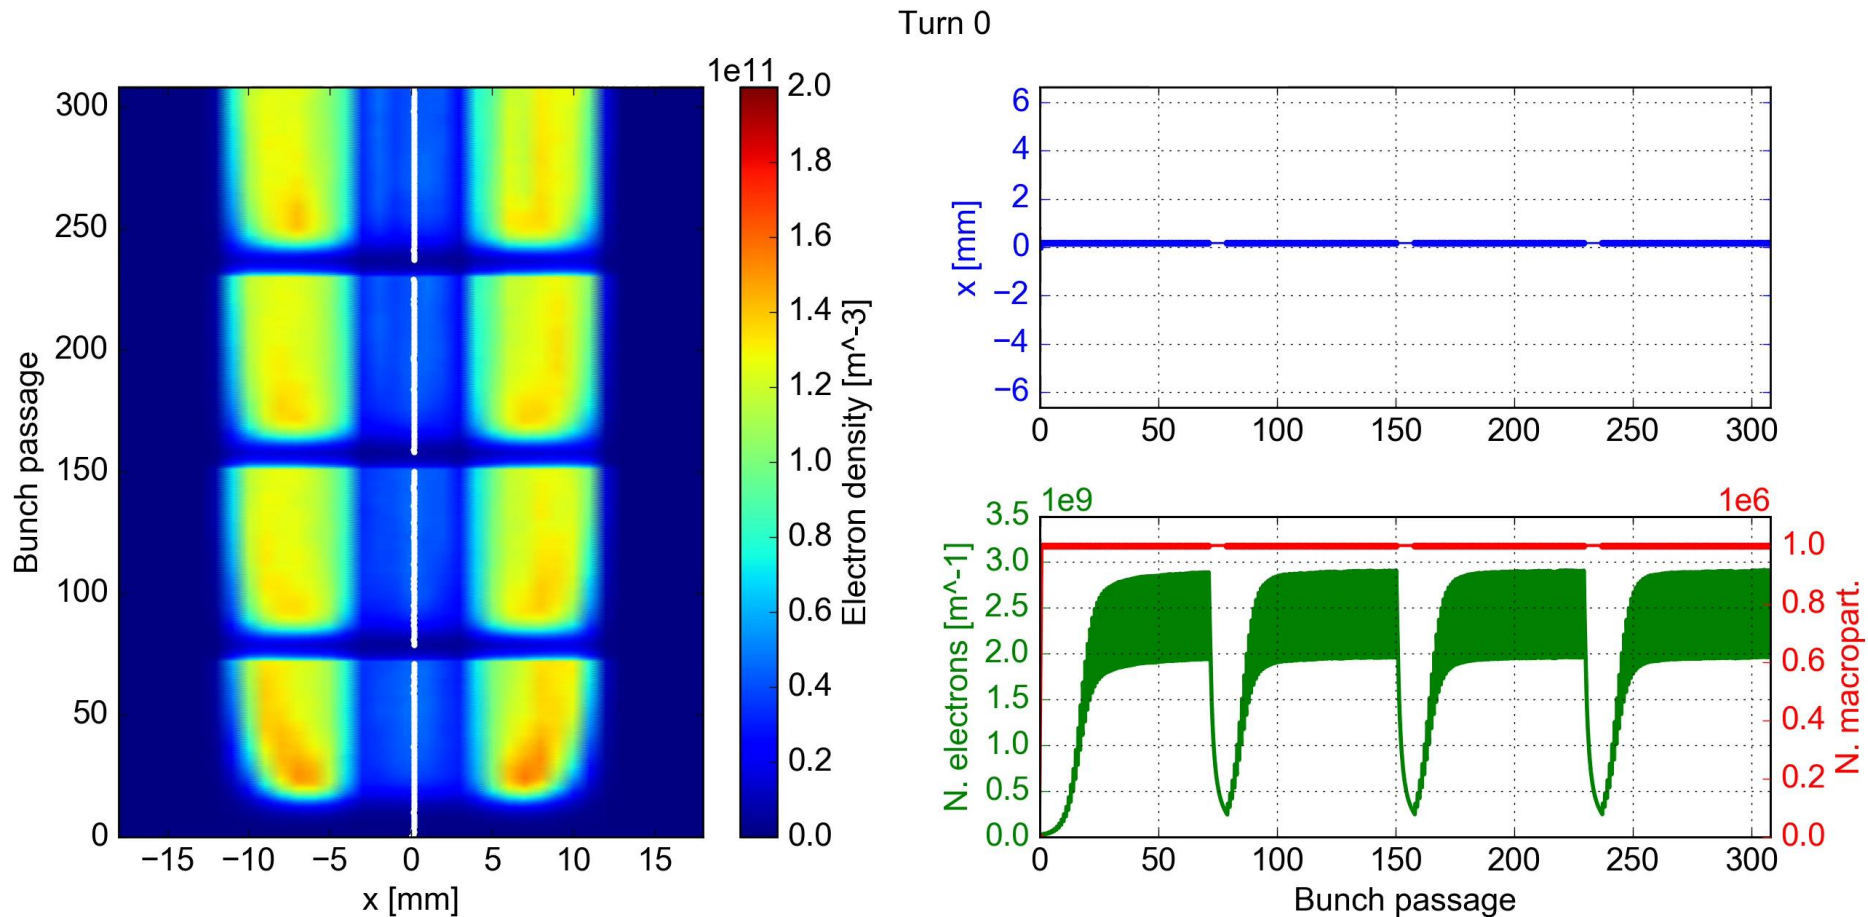 Turn 0
1e11
300
250
200
150
100
50
0
Bunch passage
−15 −10 −5 0 5 10 15
x [mm]
2.0
1.8
1.6
1.4
1.2
1.0
0.8
0.6
0.4
0.2
0.0
Electron density [m^-3]
6
4
2
0
−2
−4
−6
x [mm]
0 50 100 150 200 250 300
1e9
1e6
3.5
3.0
2.5
2.0
1.5
1.0
0.5
0.0
N. electrons [m^-1]
1.0
0.8
0.6
0.4
0.2
0.0
N. macropart.
0 50 100 150 200 250 300
Bunch passage